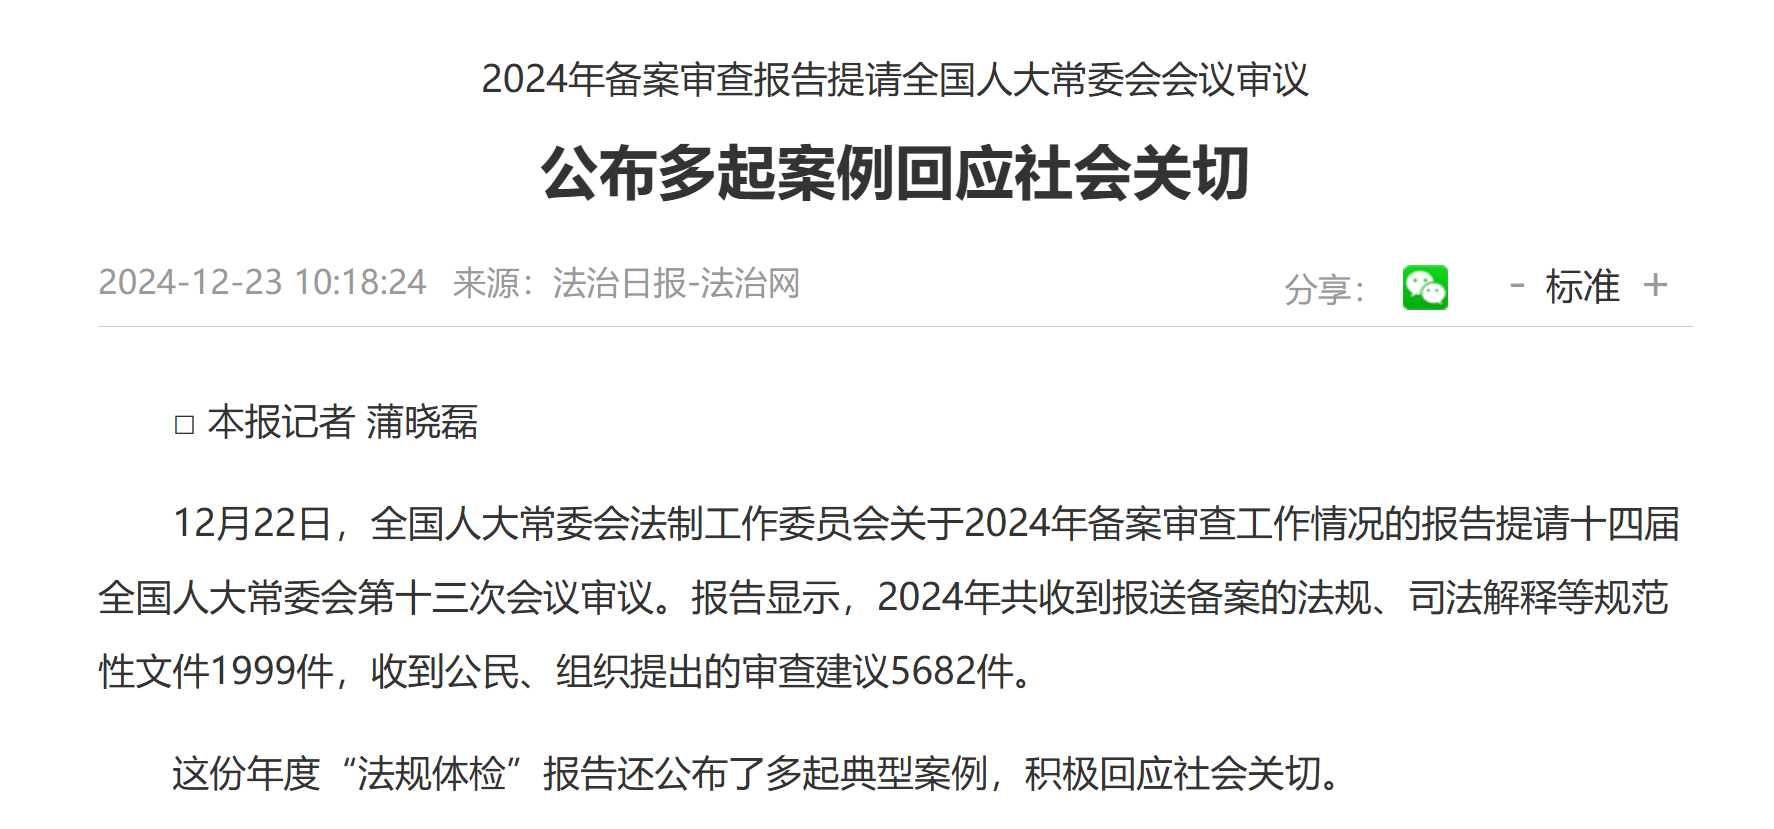 2024年备案审查报告提请全国人大常委会会议审议
公布多起案例回应社会关切
2024-12-23 10:18:24 来源：法治日报-法治网 分享： - 标准 +
□ 本报记者 蒲晓磊
12月22日，全国人大常委会法制工作委员会关于2024年备案审查工作情况的报告提请十四届
全国人大常委会第十三次会议审议。报告显示，2024年共收到报送备案的法规、司法解释等规范
性文件1999件，收到公民、组织提出的审查建议5682件。
这份年度“法规体检”报告还公布了多起典型案例，积极回应社会关切。